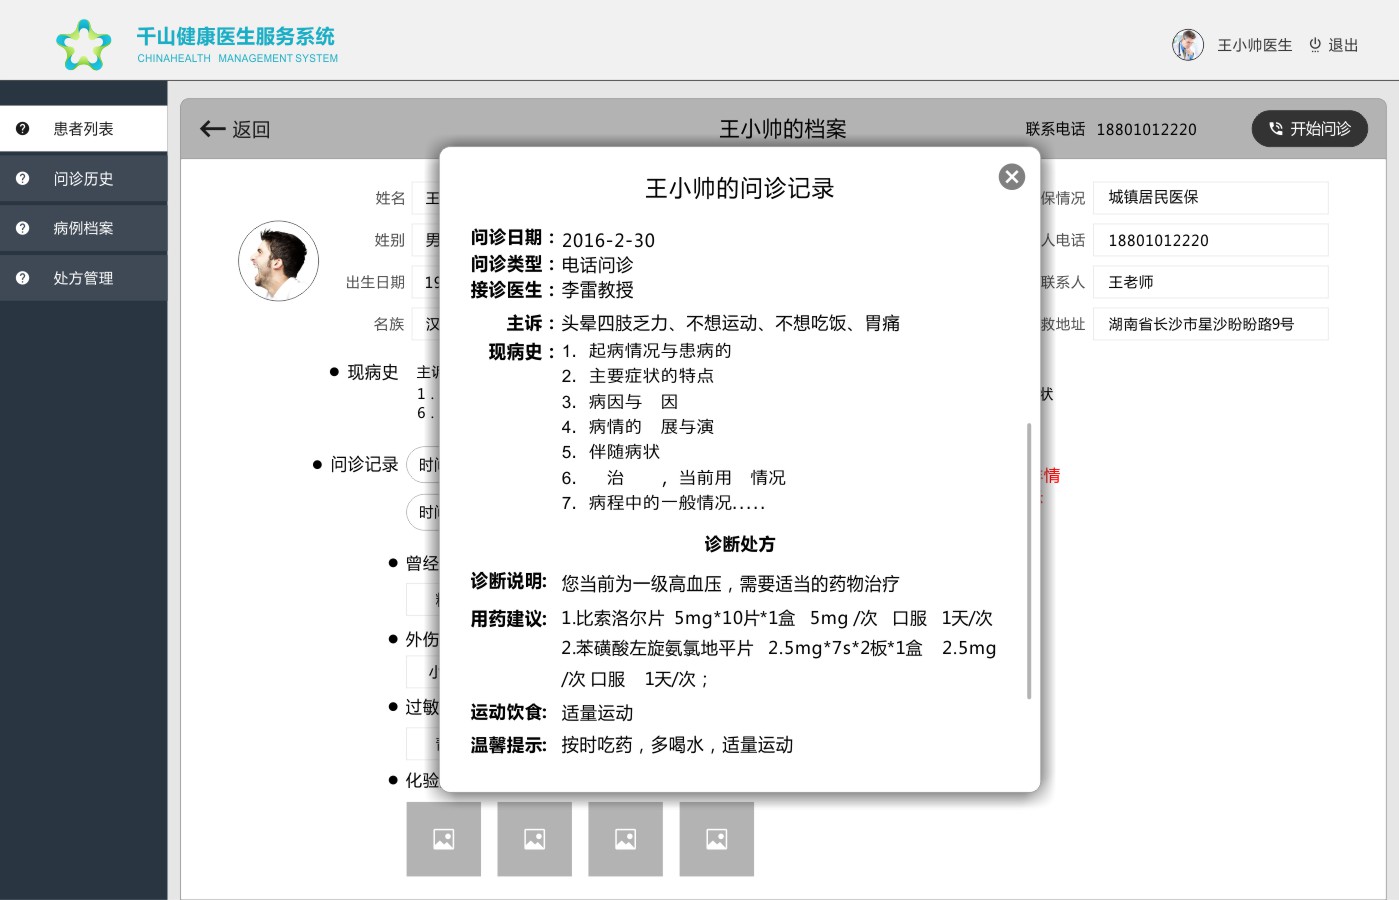 千山健康医生服务系统
CHINAHEALTH MANAGEMENT SYSTEM
王小帅医生
退出
患者列表
问诊历史
病例档案
处方管理
返回
王小帅的档案
联系电话 18801012220
开始问诊
姓名 王
姓别 男
出生日期 19
名族 汉
保情况 城镇居民医保
人电话 18801012220
联系人 王老师
救地址 湖南省长沙市星沙盼盼路9号
现病史 主诉
1.
6.
状
问诊记录 时间
时间
情
曾经
外伤
小
过敏
化验
王小帅的问诊记录
问诊日期：2016-2-30
问诊类型：电话问诊
接诊医生：李雷教授
主诉：头晕四肢乏力、不想运动、不想吃饭、胃痛
现病史：1. 起病情况与患病的
2. 主要症状的特点
3. 病因与 因
4. 病情的 展与演
5. 伴随病状
6. 治 ，当前用 情况
7. 病程中的一般情况.....
诊断处方
诊断说明: 您当前为一级高血压，需要适当的药物治疗
用药建议: 1.比索洛尔片 5mg*10片*1盒 5mg /次 口服 1天/次
2.苯磺酸左旋氨氯地平片 2.5mg*7s*2板*1盒 2.5mg
/次 口服 1天/次；
运动饮食: 适量运动
温馨提示: 按时吃药，多喝水，适量运动